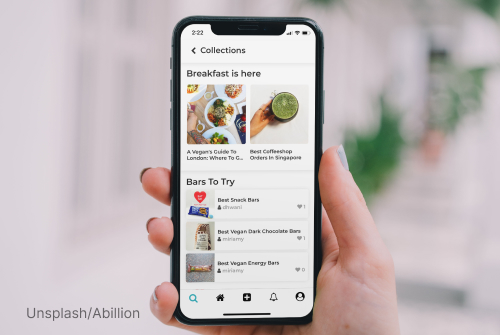 2:22
Collections
Breakfast is here
A Vegan's Guide To
London: Where To G...
Best Coffeeshop
Orders In Singapore
Bars To Try
Best Snack Bars
dhwani
1
Best Vegan Dark Chocolate Bars
miriamy
1
Best Vegan Energy Bars
miriamy
0
Unsplash/Abillion